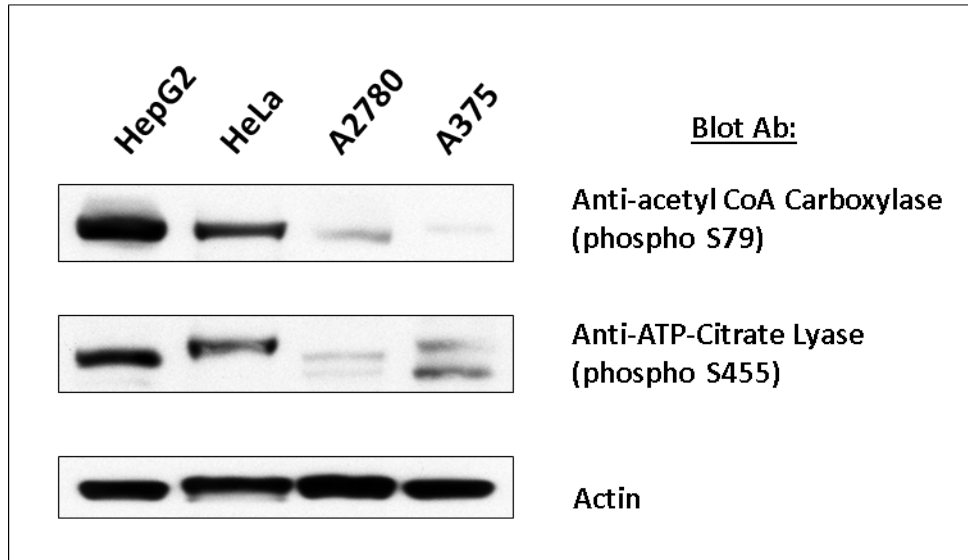 HepG2
HeLa
A2780
A375
Blot Ab:
Anti-acetyl CoA Carboxylase
(phospho S79)
Anti-ATP-Citrate Lyase
(phospho S455)
Actin